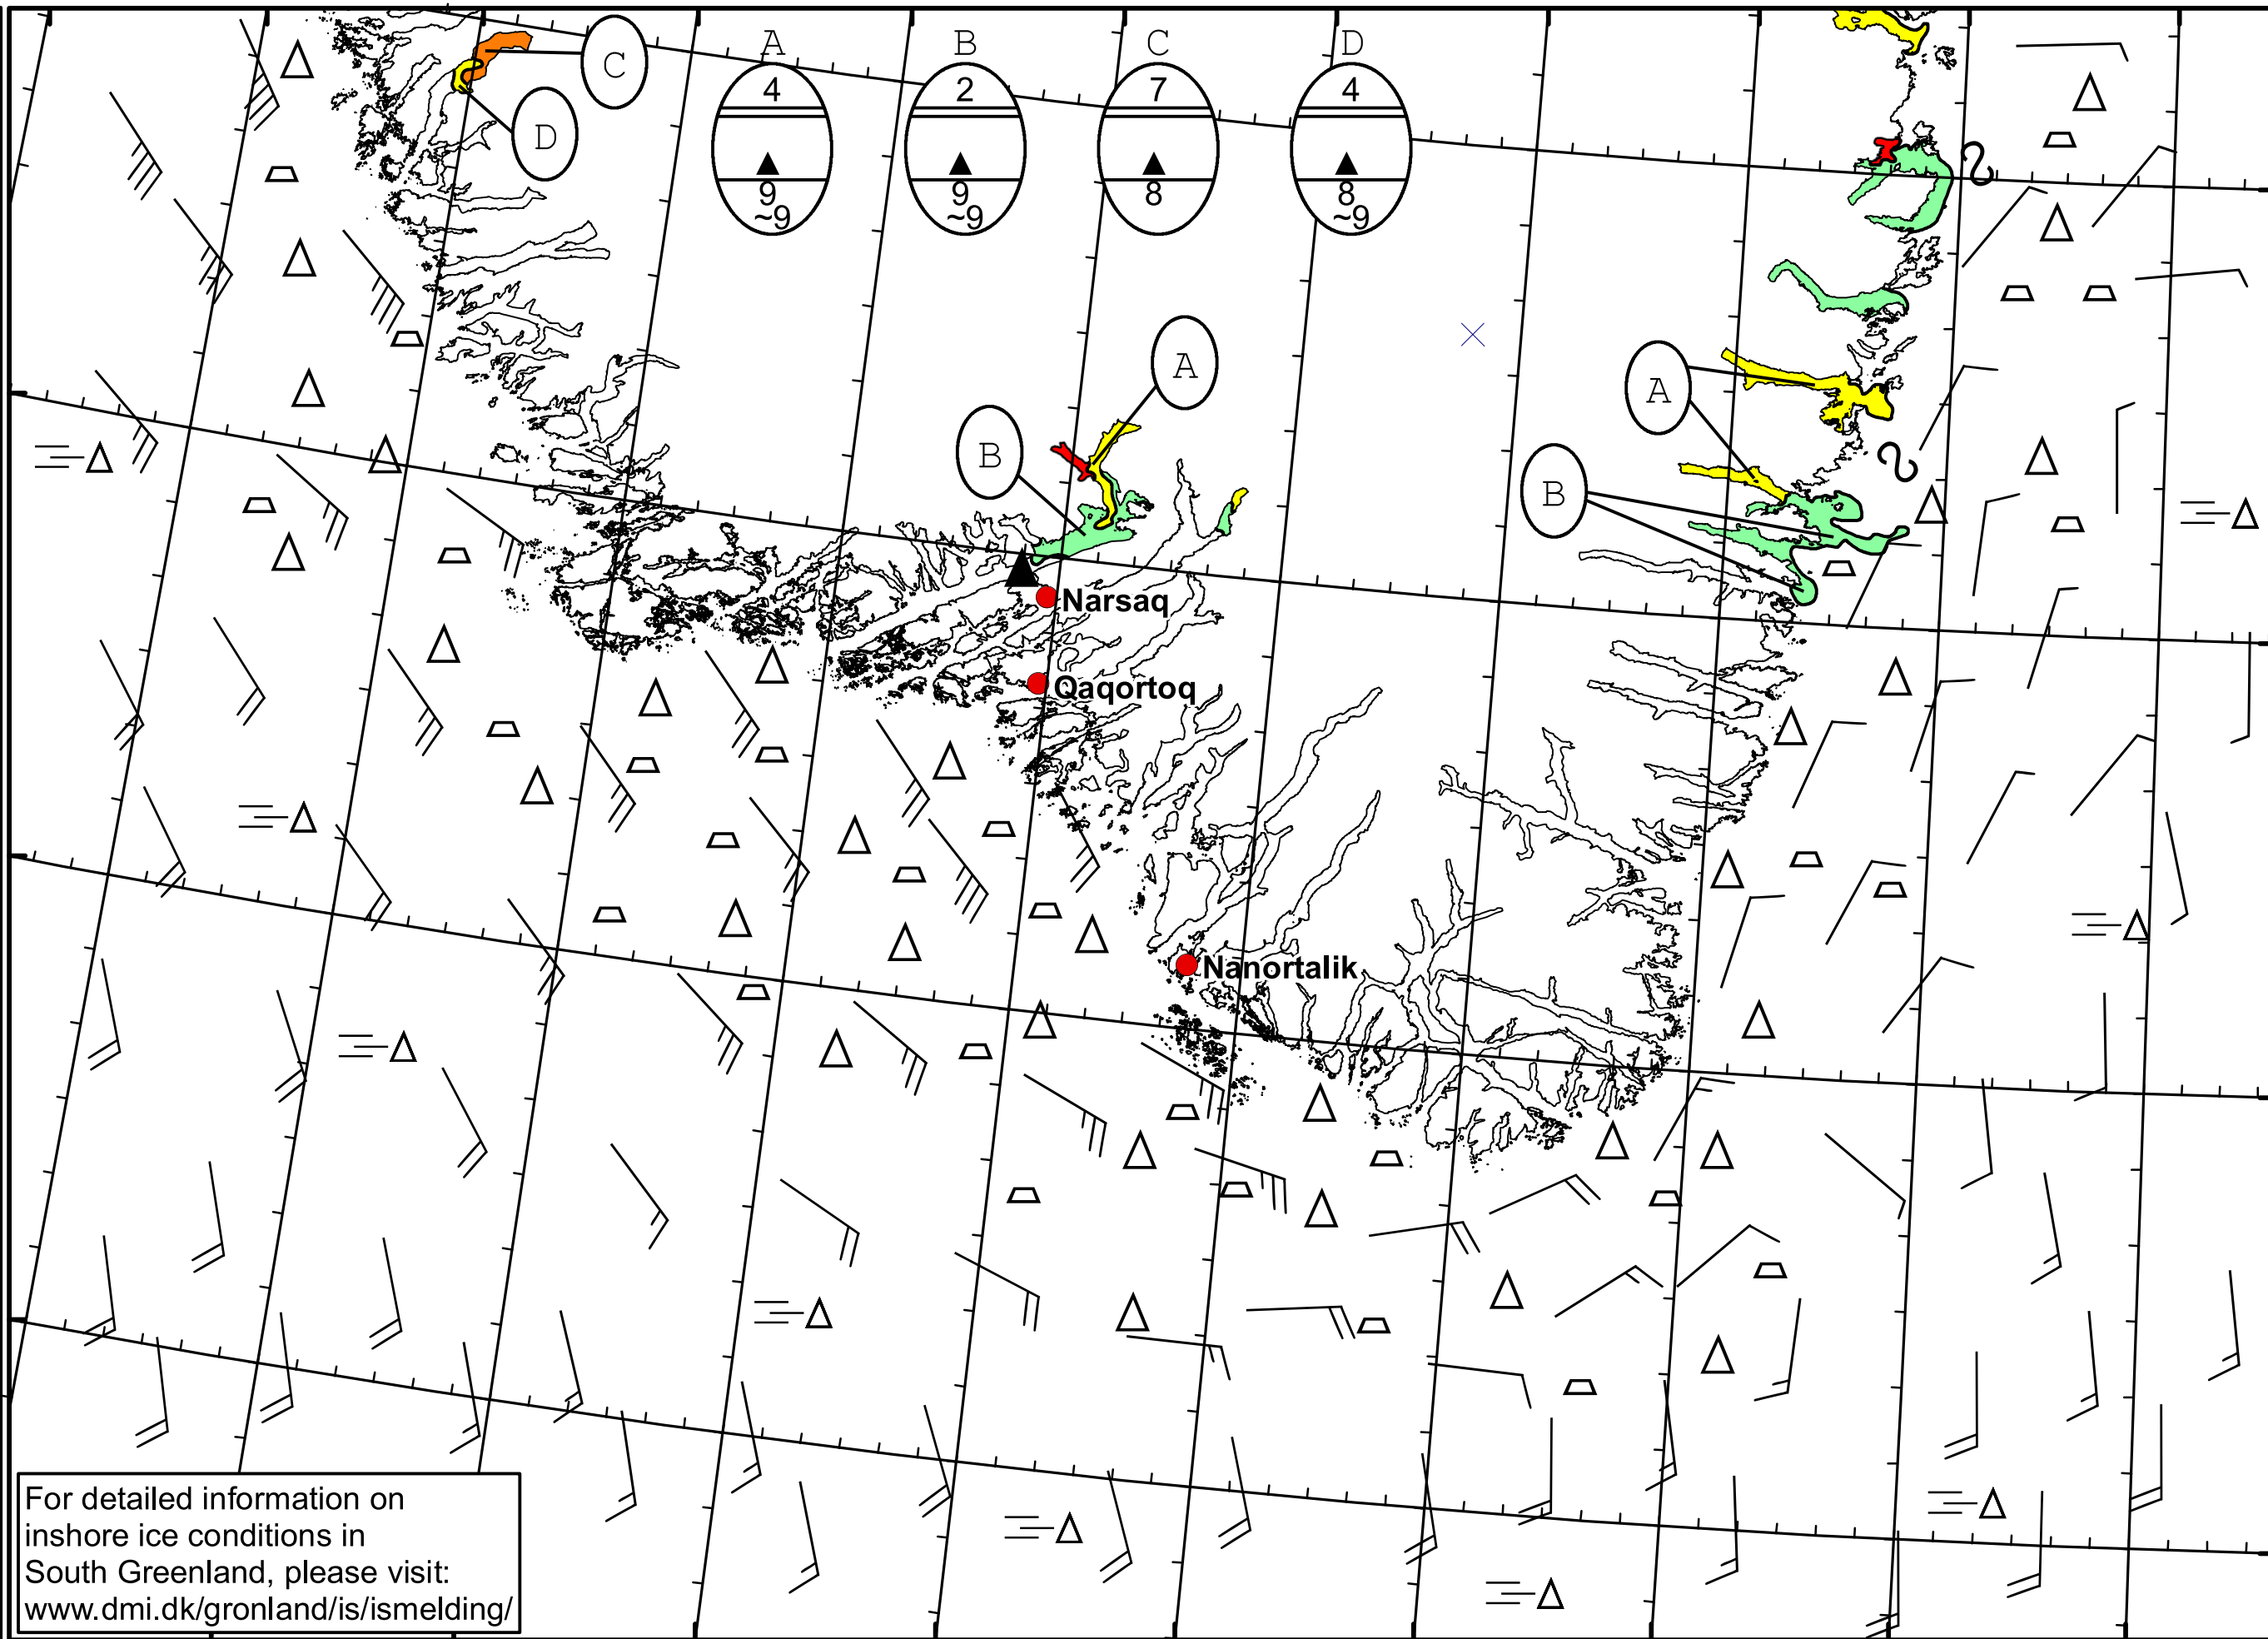 A B C D
4 2 7 4
9 9 8 8
~9 ~9 ~9
C
D
A
B
A
B
Narsaq
Qaqortoq
Nanortalik
For detailed information on
inshore ice conditions in
South Greenland, please visit:
www.dmi.dk/gronland/is/ismelding/